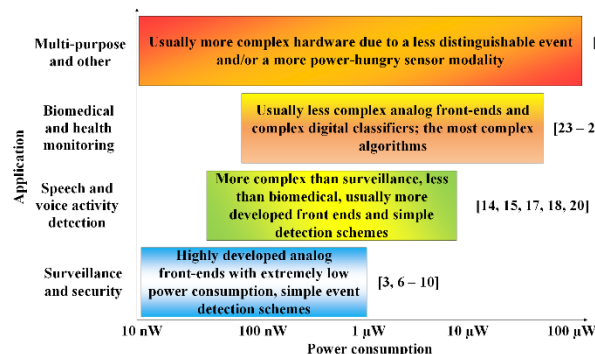 Multi-purpose
and other
Usually more complex hardware due to a less distinguishable event
and/or a more power-hungry sensor modality
[
Biomedical
and health
monitoring
Usually less complex analog front-ends and
complex digital classifiers; the most complex
algorithms
[23 – 2
Application
Speech and
voice activity
detection
More complex than surveillance, less
than biomedical, usually more
developed front ends and simple
detection schemes
[14, 15, 17, 18, 20]
Surveillance
and security
Highly developed analog
front-ends with extremely low
power consumption, simple event
detection schemes
[3, 6 – 10]
10 nW 100 nW 1 µW 10 µW 100 µW
Power consumption